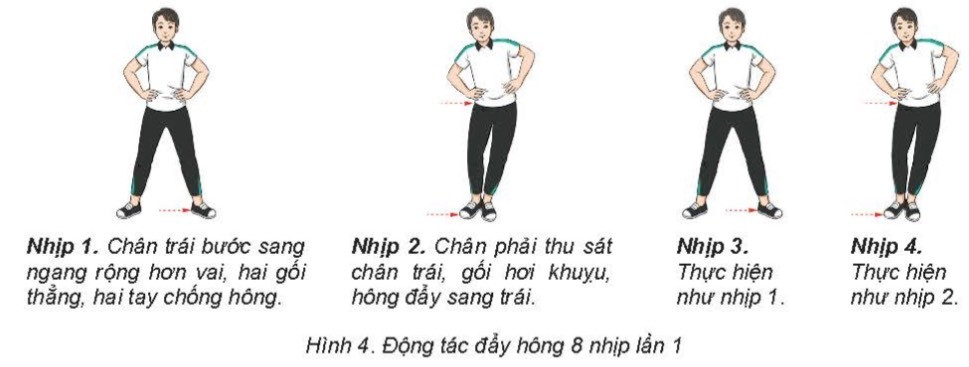 Nhịp 1. Chân trái bước sang
ngang rộng hơn vai, hai gối
thẳng, hai tay chống hông.
Nhịp 2. Chân phải thu sát
chân trái, gối hơi khuỵu,
hông đẩy sang trái.
Nhịp 3.
Thực hiện
như nhịp 1.
Nhịp 4.
Thực hiện
như nhịp 2.
Hình 4. Động tác đẩy hông 8 nhịp lần 1